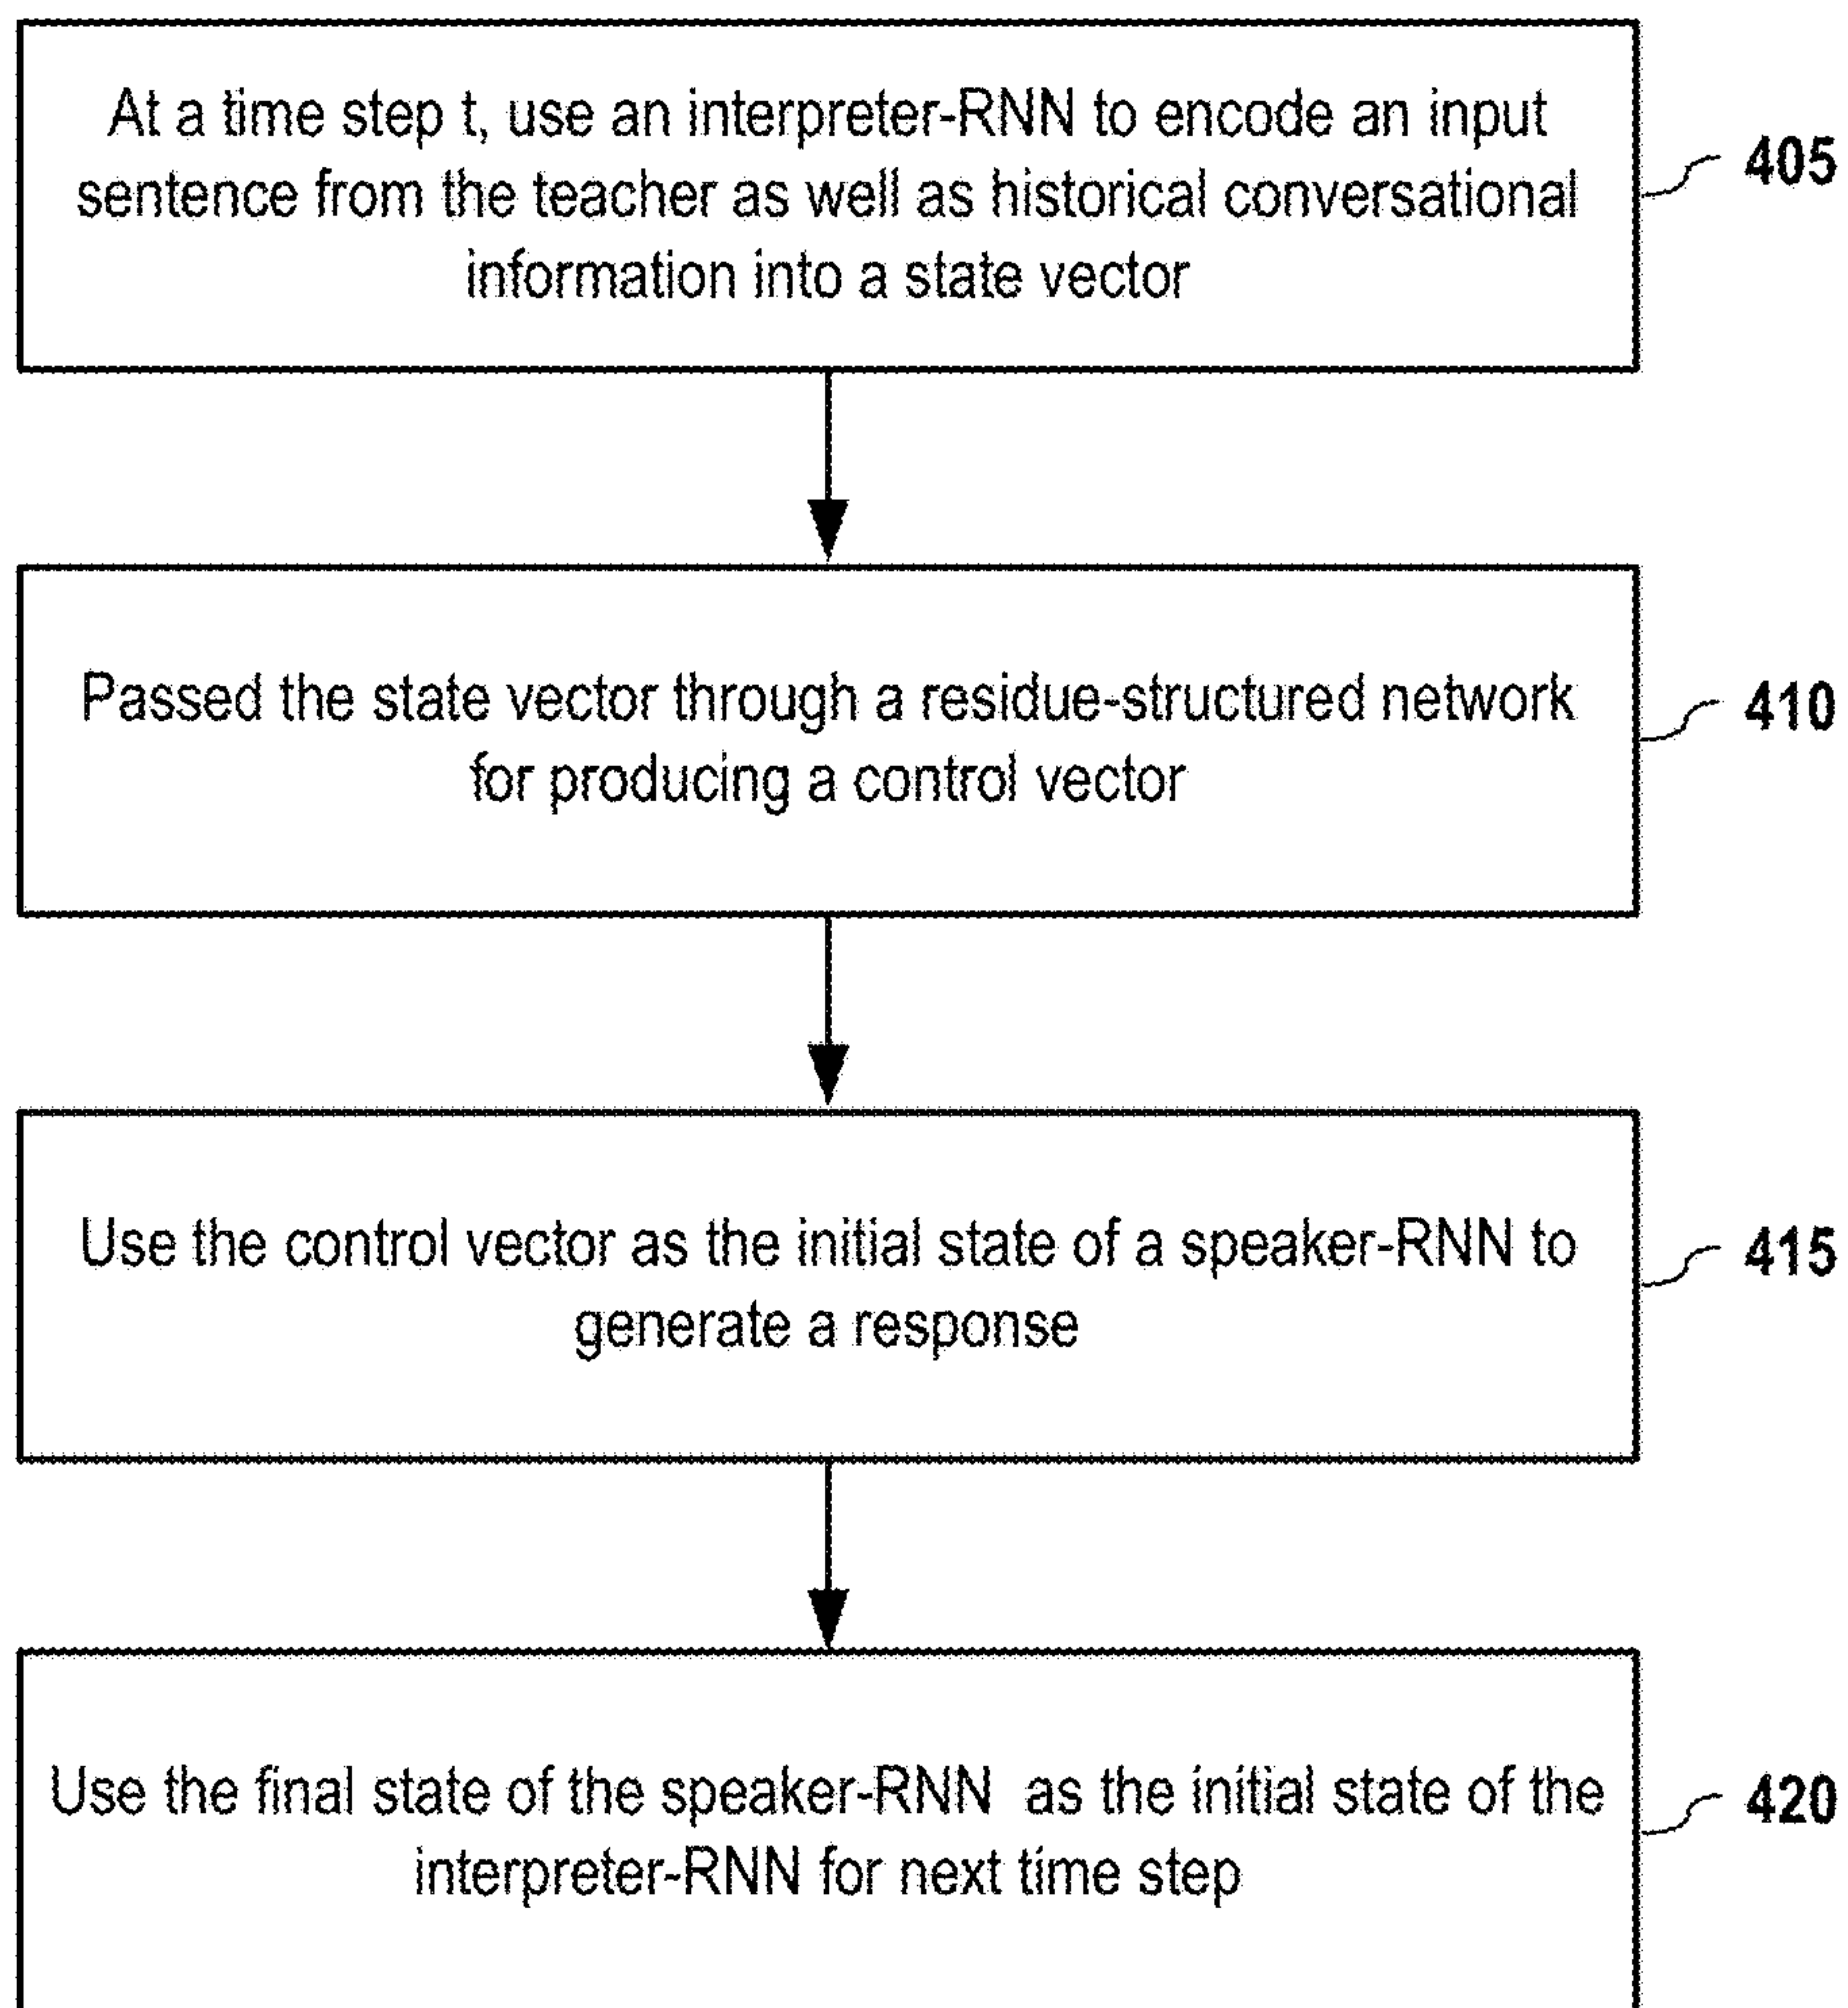 At a time step t, use an interpreter-RNN to encode an input
sentence from the teacher as well as historical conversational
information into a state vector
405
Passed the state vector through a residue-structured network
for producing a control vector
410
Use the control vector as the initial state of a speaker-RNN to
generate a response
415
Use the final state of the speaker-RNN as the initial state of the
interpreter-RNN for next time step
420